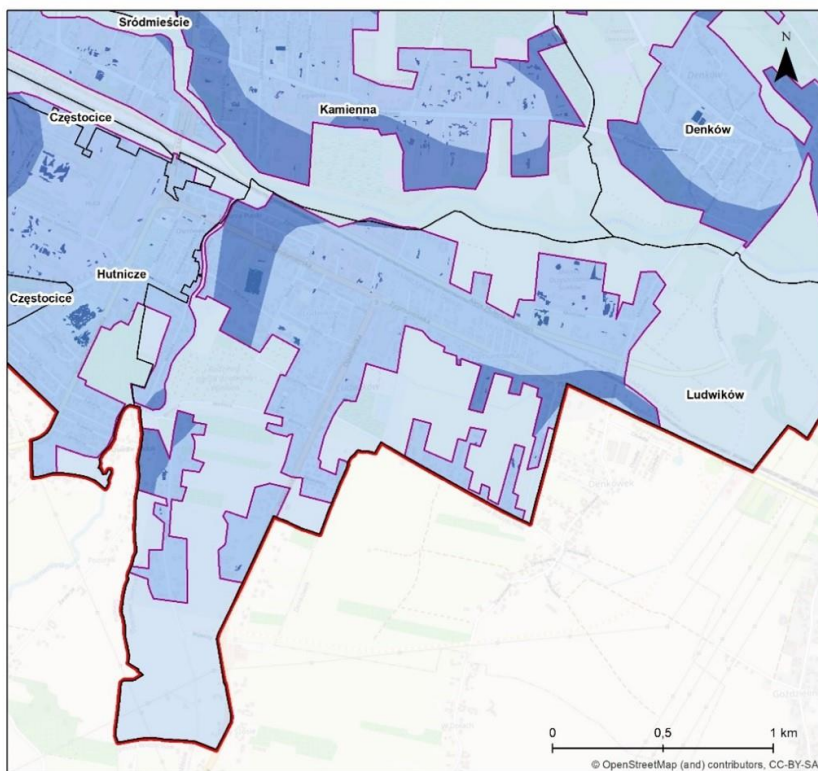 Śródmieście
N
Kamienna
Częstocice
Denków
Hutnicze
Częstocice
Ludwików
0 0,5 1 km
© OpenStreetMap (and) contributors, CC-BY-SA